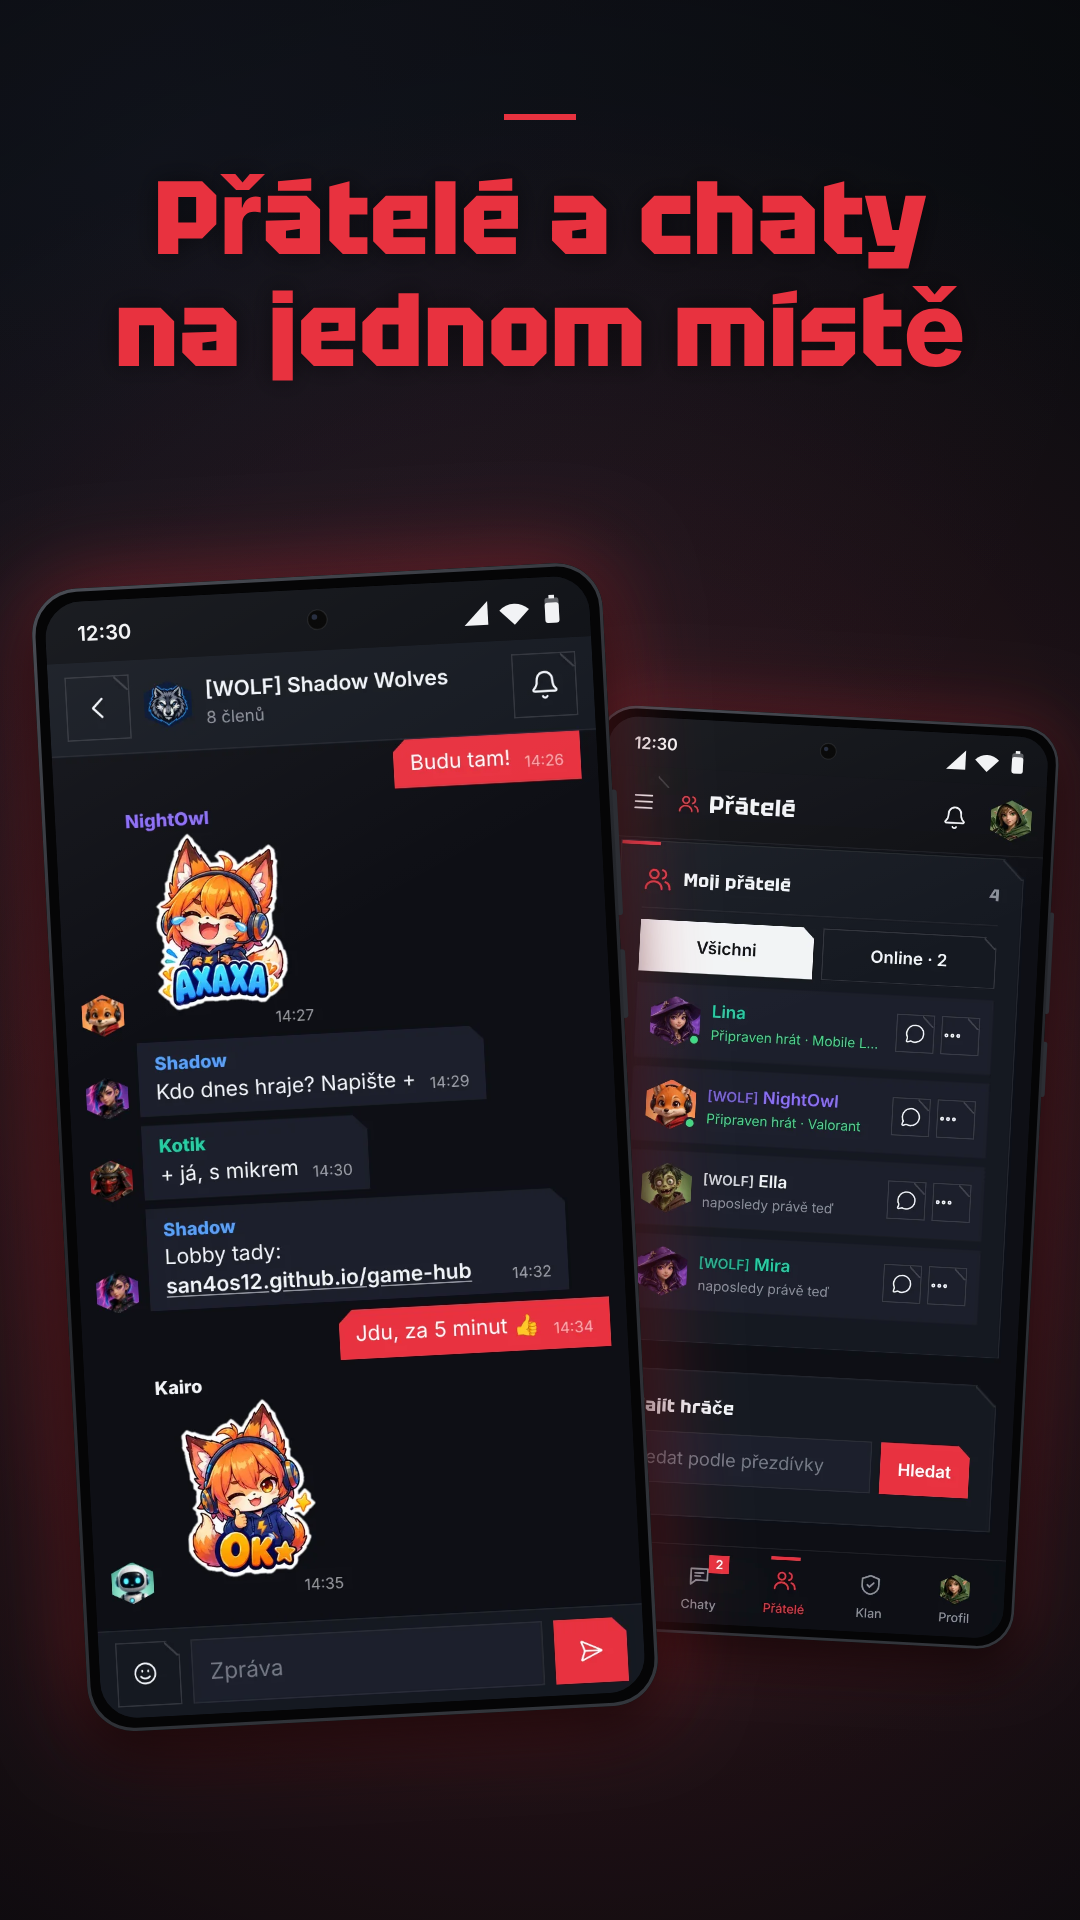 Přátelé a chaty
na jednom místě
12:30
[WOLF] Shadow Wolves
8 členů
Budu tam! 14:26
NightOwl
AXAXA
14:27
Shadow
Kdo dnes hraje? Napište + 14:29
Kotik
+ já, s mikrem 14:30
Shadow
Lobby tady:
san4os12.github.io/game-hub 14:32
Jdu, za 5 minut 👍 14:34
Kairo
OK
14:35
Zpráva
12:30
Přátelé
Moji přátelé 4
Všichni Online · 2
Lina
Připraven hrát · Mobile L...
[WOLF] NightOwl
Připraven hrát · Valorant
[WOLF] Ella
naposledy právě teď
[WOLF] Mira
naposledy právě teď
ajít hráče
edat podle přezdívky Hledat
2
Chaty Přátelé Klan Profil